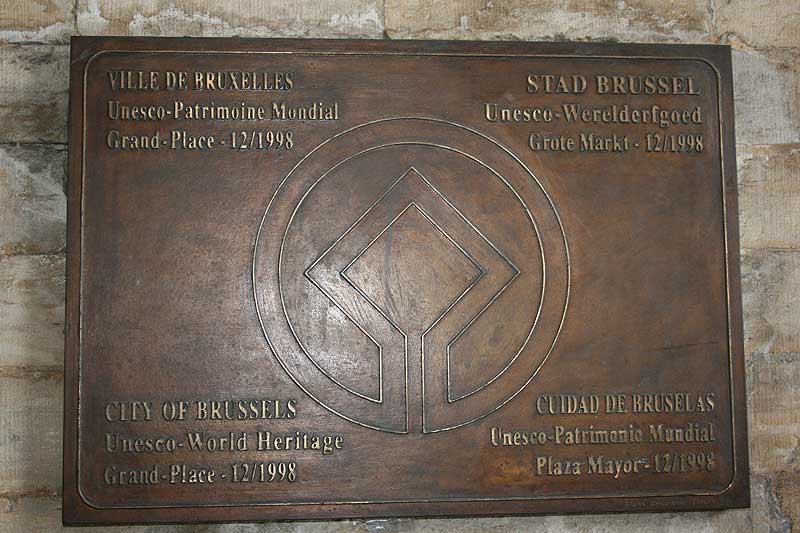 VILLE DE BRUXELLES
Unesco-Patrimoine Mondial
Grand-Place - 12/1998
STAD BRUSSEL
Unesco-Werelderfgoed
Grote Markt - 12/1998
CITY OF BRUSSELS
Unesco-World Heritage
Grand-Place - 12/1998
CUIDAD DE BRUSELAS
Unesco-Patrimonio Mundial
Plaza Mayor - 12/1998